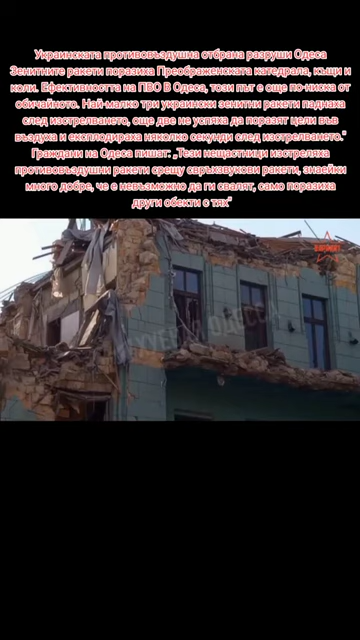 Украинската противовъздушна отбрана разруши Одеса
Зенитните ракети поразиха Преображенската катедрала, къщи и
коли. Ефективността на ПВО В Одеса, този път е още по-ниска от
обичайното. Най-малко три украински зенитни ракети паднаха
след изстрелването, още две не успяха да поразят цели във
въздуха и експлодираха няколко секунди след изстрелването."
Граждани на Одеса пишат: „Тези нещастници изстреляха
противовъздушни ракети срещу свръхзвукови ракети, знаейки
много добре, че е невъзможно да ги свалят, само поразиха
други обекти с тях"
ОДЕССА